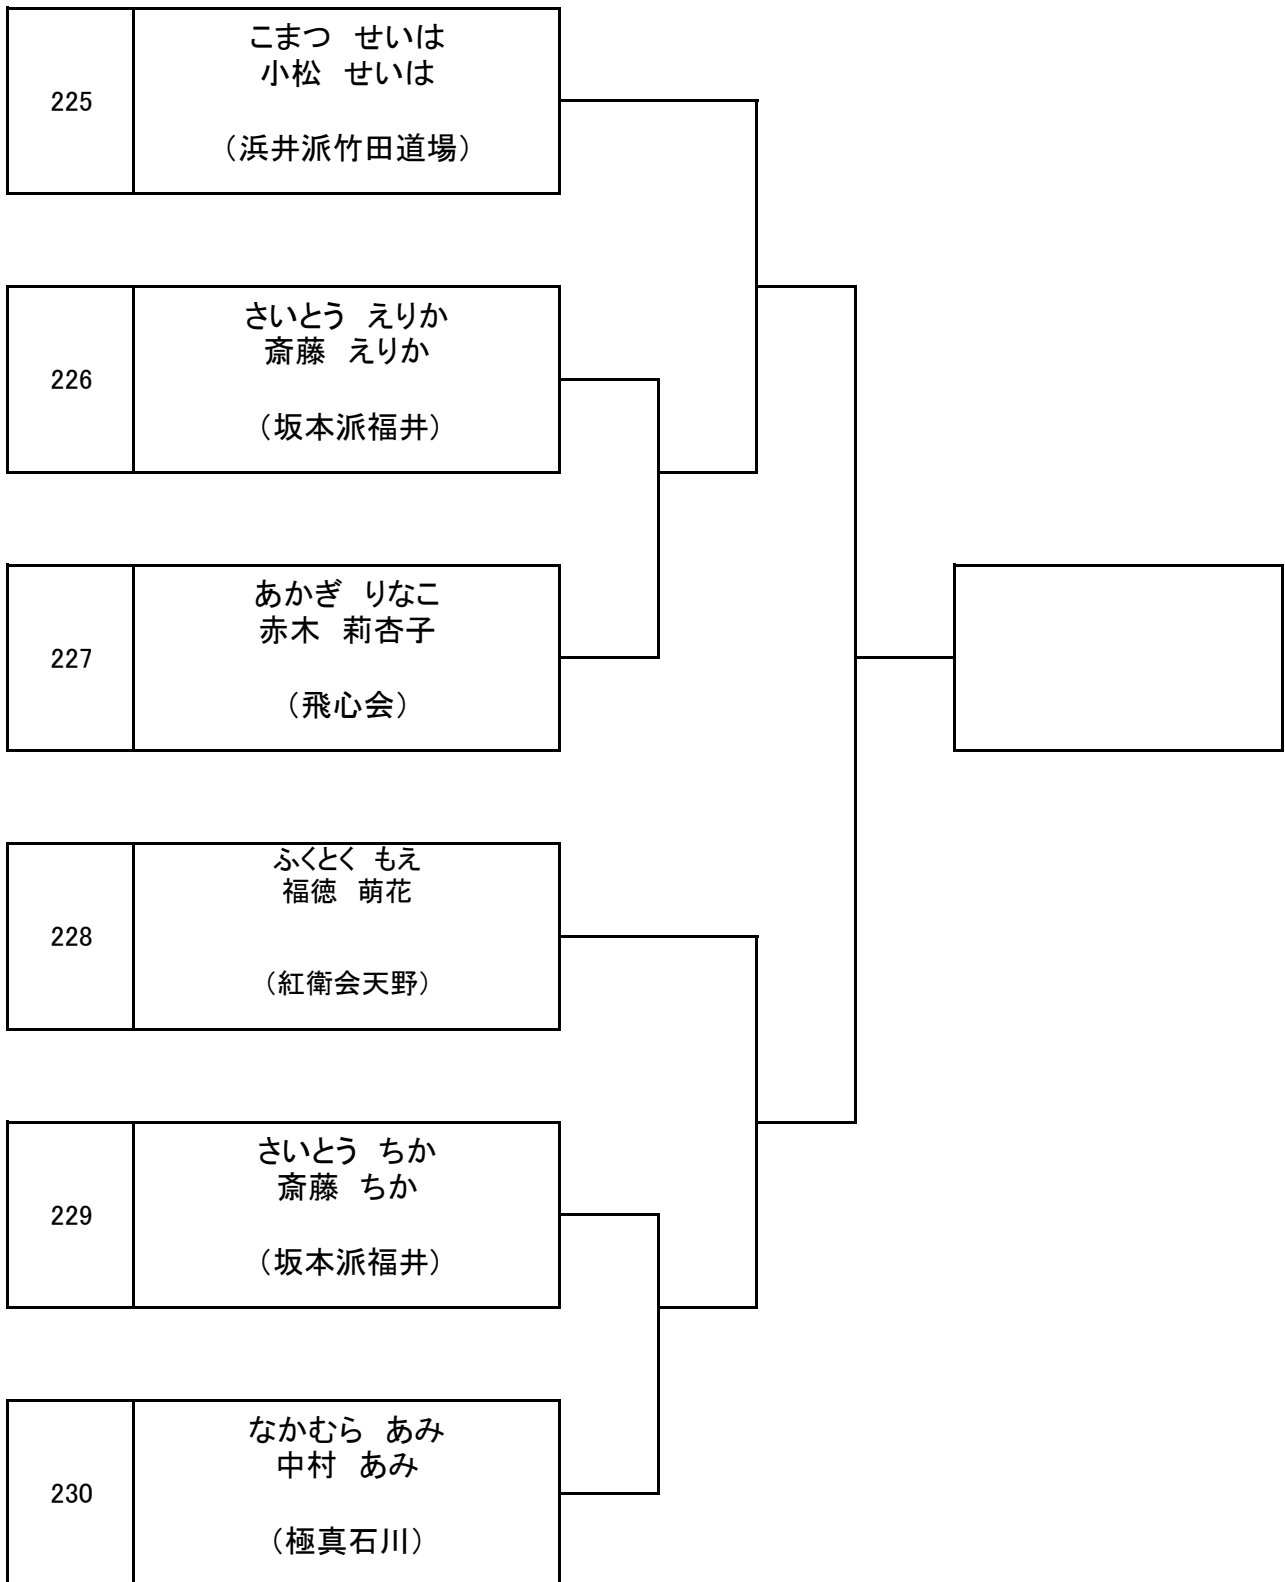 225
こまつ　せいは
小松　せいは
（浜井派竹田道場）
226
さいとう　えりか
斎藤　えりか
（坂本派福井）
227
あかぎ　りなこ
赤木　莉杏子
（飛心会）
228
ふくとく　もえ
福徳　萌花
（紅衛会天野）
229
さいとう　ちか
斎藤　ちか
（坂本派福井）
230
なかむら　あみ
中村　あみ
（極真石川）